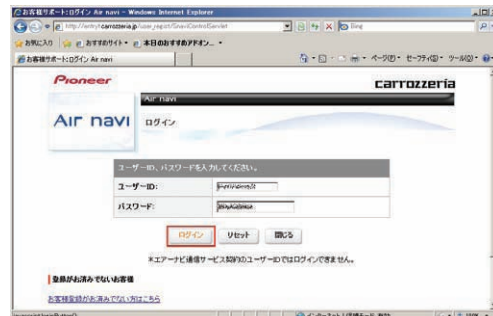 お客様サポート:ログイン Air navi - Windows Internet Explorer
Bing
お気に入り おすすめサイト 本日のおすすめアドオン...
お客様サポート:ログイン Air navi
ページ(P) セーフティ(S) ツール(O)
Pioneer
carrozzeria
Air navi
Air navi
ログイン
ユーザーID、パスワードを入力してください。
ユーザーID:
パスワード:
ログイン リセット 閉じる
※エアーナビ通信サービス契約のユーザーIDではログインできません。
登録がお済みでないお客様
お客様登録がお済みでない方はこちら